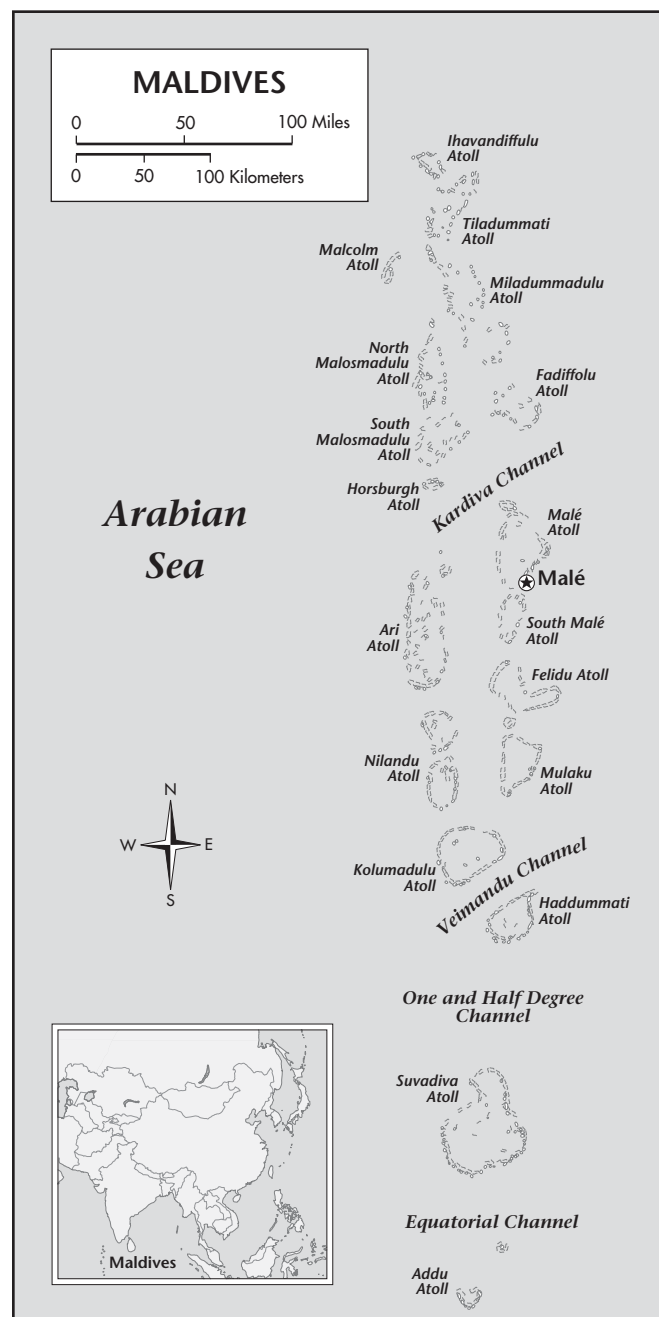 MALDIVES
0 50 100 Miles
0 50 100 Kilometers
Ihavandiffulu
Atoll
Tiladummati
Atoll
Malcolm
Atoll
Miladummadulu
Atoll
North
Malosmadulu
Atoll
Fadiffolu
Atoll
South
Malosmadulu
Atoll
Horsburgh
Atoll
Kardiva Channel
Arabian
Sea
Malé
Atoll
Malé
Ari
Atoll
South Malé
Atoll
Felidu Atoll
Nilandu
Atoll
Mulaku
Atoll
N
W E
S
Kolumadulu
Atoll
Veimandu Channel
Haddummati
Atoll
One and Half Degree
Channel
Suvadiva
Atoll
Equatorial Channel
Addu
Atoll
Maldives